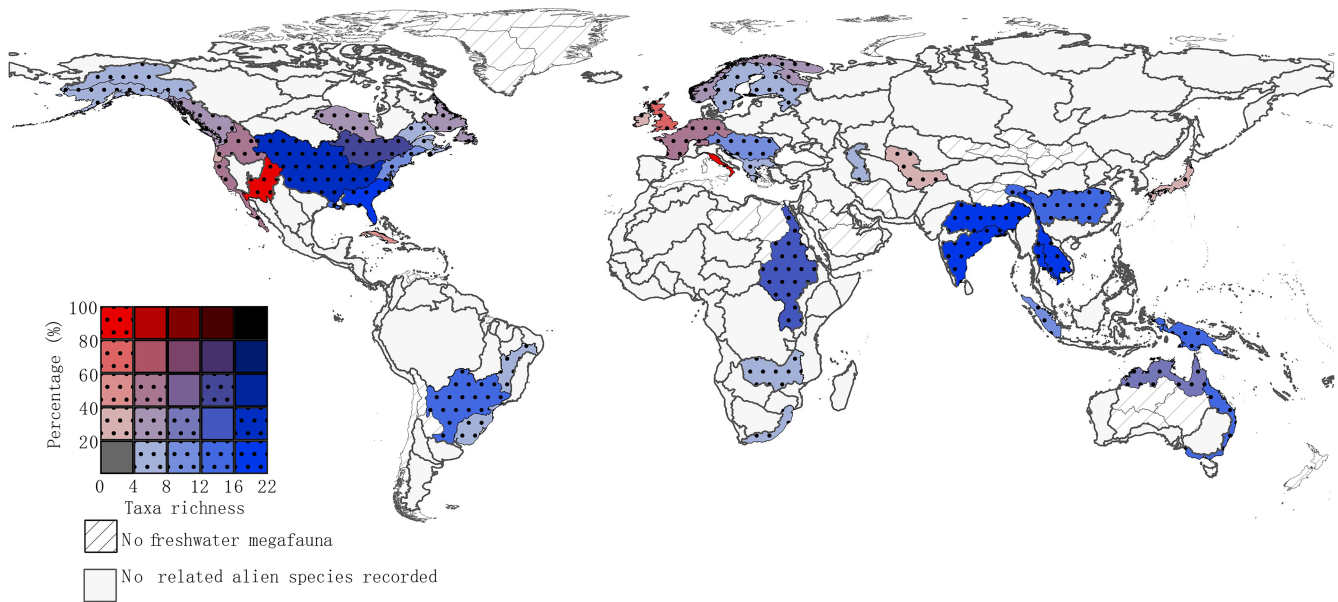 100
80
60
40
20
Percentage (%)
0 4 8 12 16 22
Taxa richness
No freshwater megafauna
No related alien species recorded